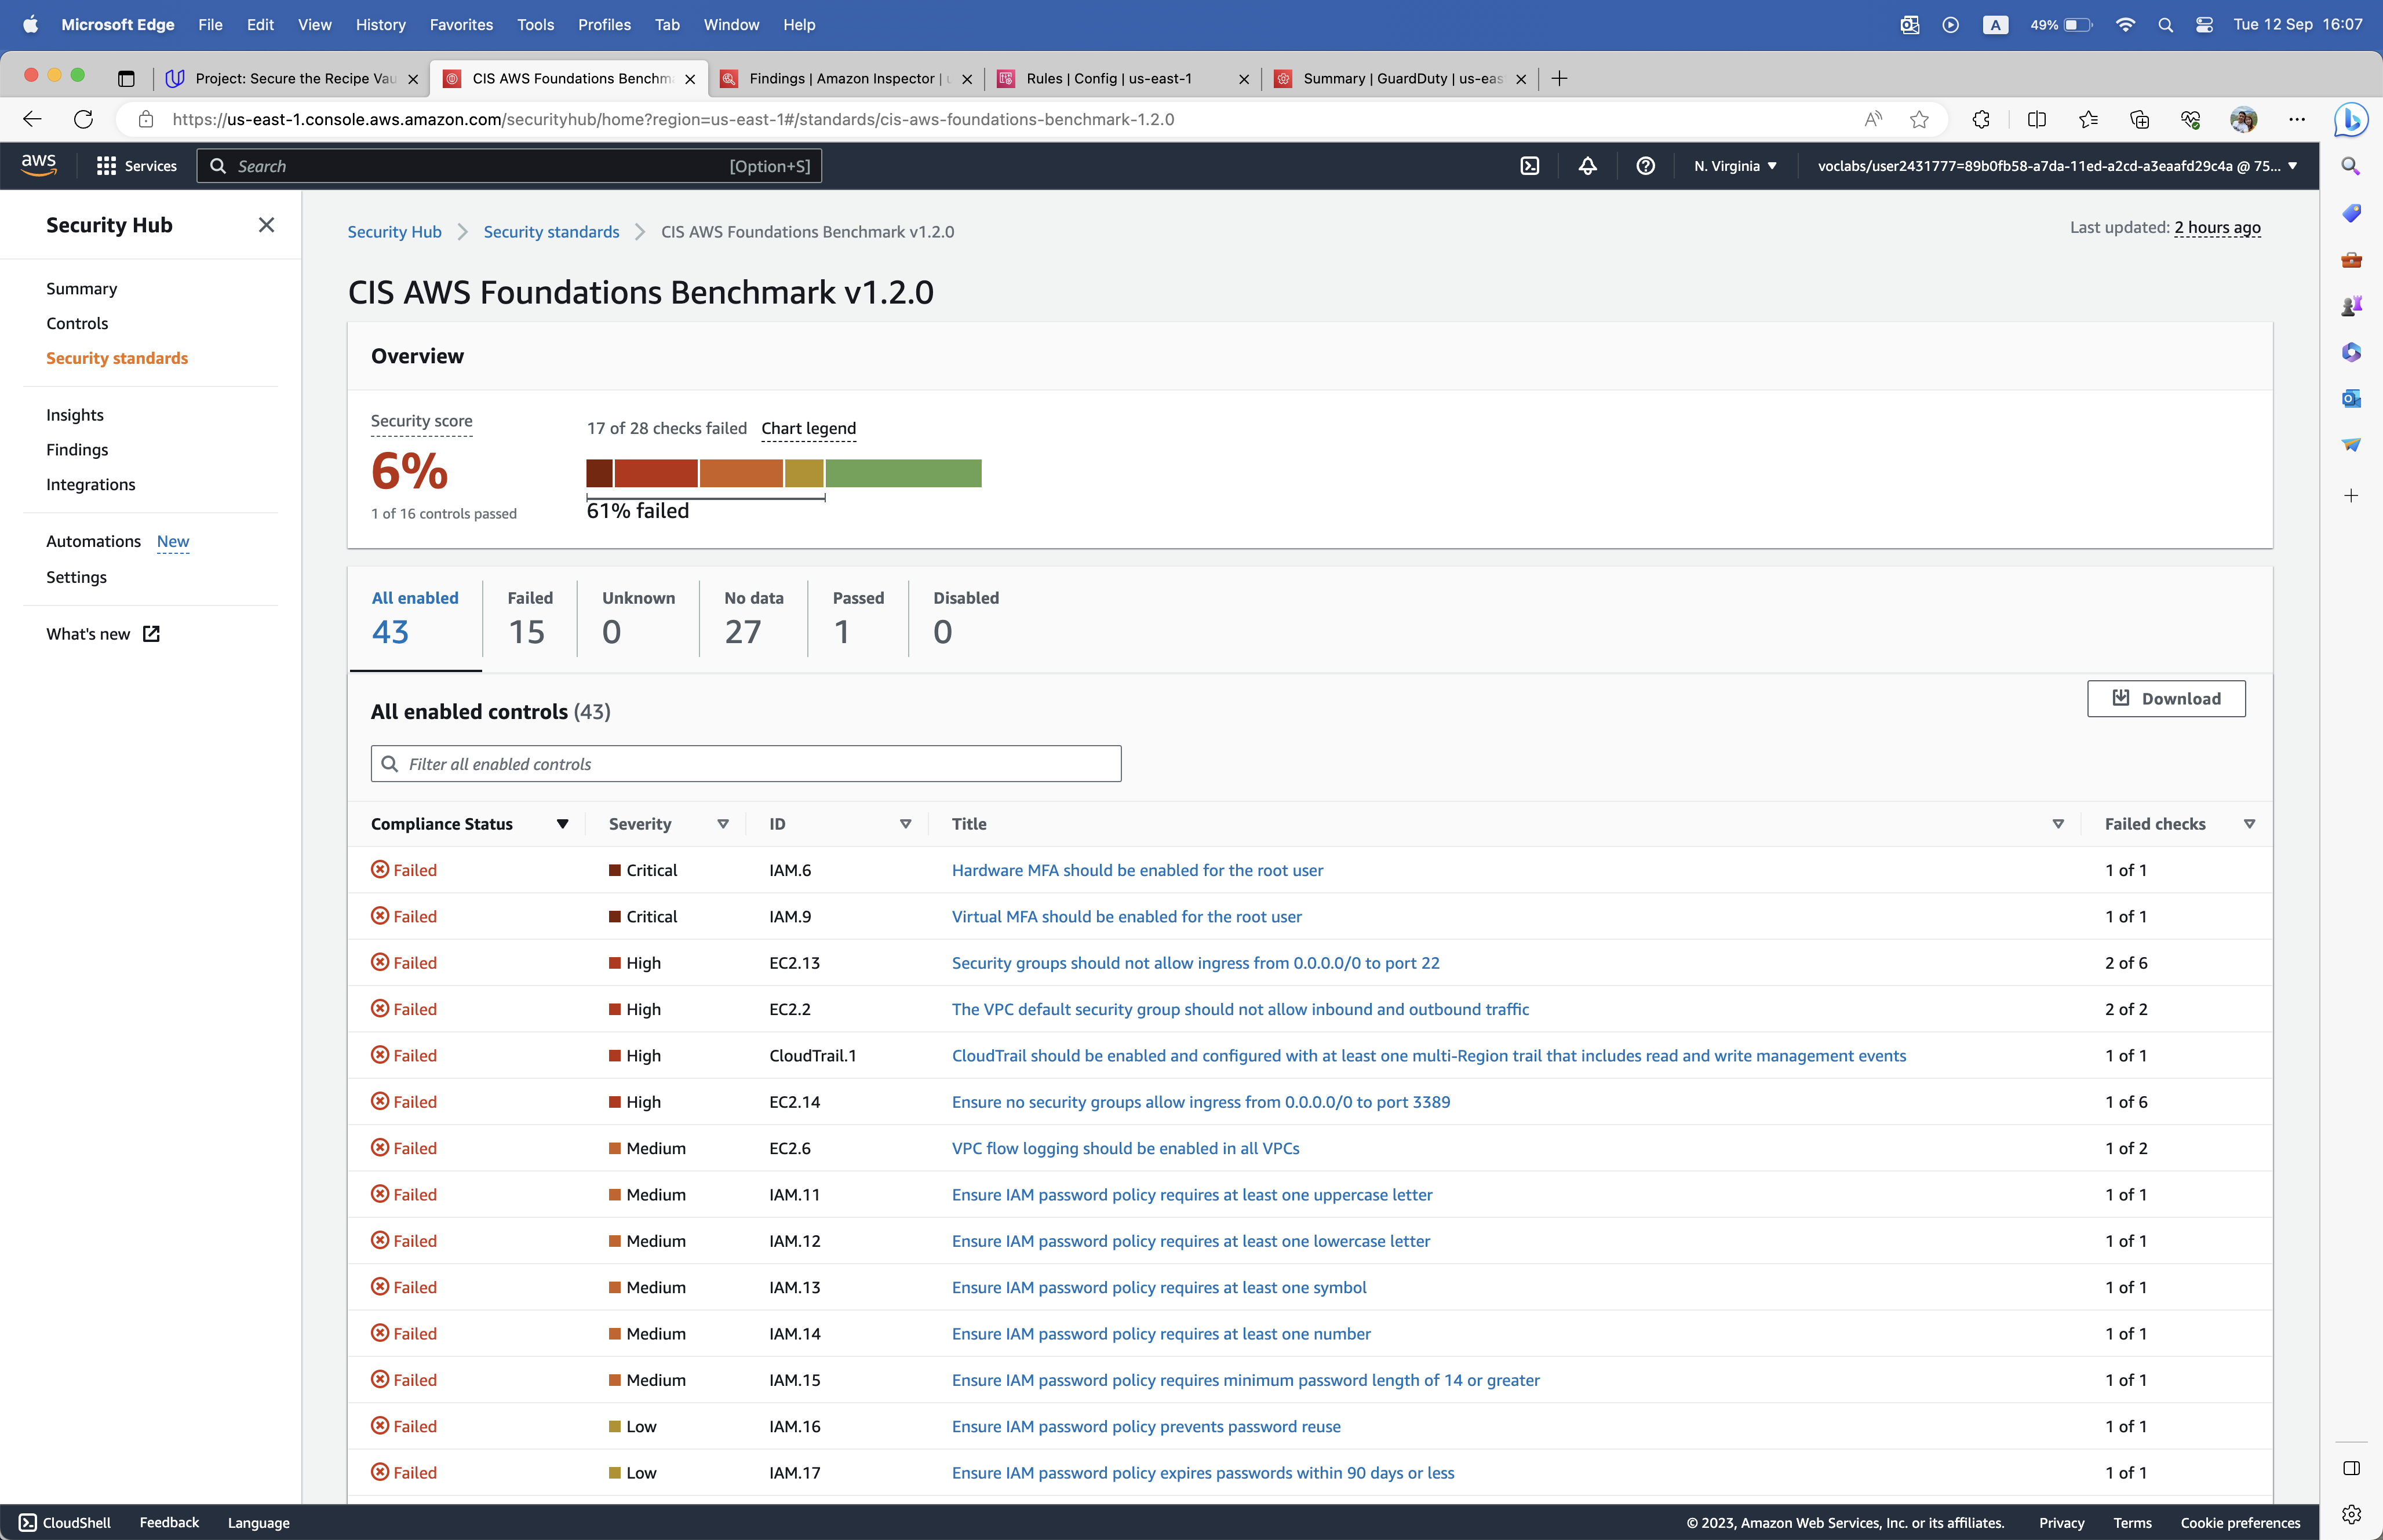 Microsoft Edge File Edit View History Favorites Tools Profiles Tab Window Help A 49% Tue 12 Sep 16:07
Project: Secure the Recipe Vau CIS AWS Foundations Benchm Findings | Amazon Inspector | u Rules | Config | us-east-1 Summary | GuardDuty | us-eas
https://us-east-1.console.aws.amazon.com/securityhub/home?region=us-east-1#/standards/cis-aws-foundations-benchmark-1.2.0
aws Services Search [Option+S] N. Virginia voclabs/user2431777=89b0fb58-a7da-11ed-a2cd-a3eaafd29c4a @ 75...
Security Hub
Summary
Controls
Security standards
Insights
Findings
Integrations
Automations New
Settings
What's new
Security Hub Security standards CIS AWS Foundations Benchmark v1.2.0
Last updated: 2 hours ago
CIS AWS Foundations Benchmark v1.2.0
Overview
Security score
6%
1 of 16 controls passed
17 of 28 checks failed Chart legend
61% failed
All enabled Failed Unknown No data Passed Disabled
43 15 0 27 1 0
All enabled controls (43)
Download
Filter all enabled controls
Compliance Status Severity ID Title Failed checks
Failed Critical IAM.6 Hardware MFA should be enabled for the root user 1 of 1
Failed Critical IAM.9 Virtual MFA should be enabled for the root user 1 of 1
Failed High EC2.13 Security groups should not allow ingress from 0.0.0.0/0 to port 22 2 of 6
Failed High EC2.2 The VPC default security group should not allow inbound and outbound traffic 2 of 2
Failed High CloudTrail.1 CloudTrail should be enabled and configured with at least one multi-Region trail that includes read and write management events 1 of 1
Failed High EC2.14 Ensure no security groups allow ingress from 0.0.0.0/0 to port 3389 1 of 6
Failed Medium EC2.6 VPC flow logging should be enabled in all VPCs 1 of 2
Failed Medium IAM.11 Ensure IAM password policy requires at least one uppercase letter 1 of 1
Failed Medium IAM.12 Ensure IAM password policy requires at least one lowercase letter 1 of 1
Failed Medium IAM.13 Ensure IAM password policy requires at least one symbol 1 of 1
Failed Medium IAM.14 Ensure IAM password policy requires at least one number 1 of 1
Failed Medium IAM.15 Ensure IAM password policy requires minimum password length of 14 or greater 1 of 1
Failed Low IAM.16 Ensure IAM password policy prevents password reuse 1 of 1
Failed Low IAM.17 Ensure IAM password policy expires passwords within 90 days or less 1 of 1
CloudShell Feedback Language © 2023, Amazon Web Services, Inc. or its affiliates. Privacy Terms Cookie preferences